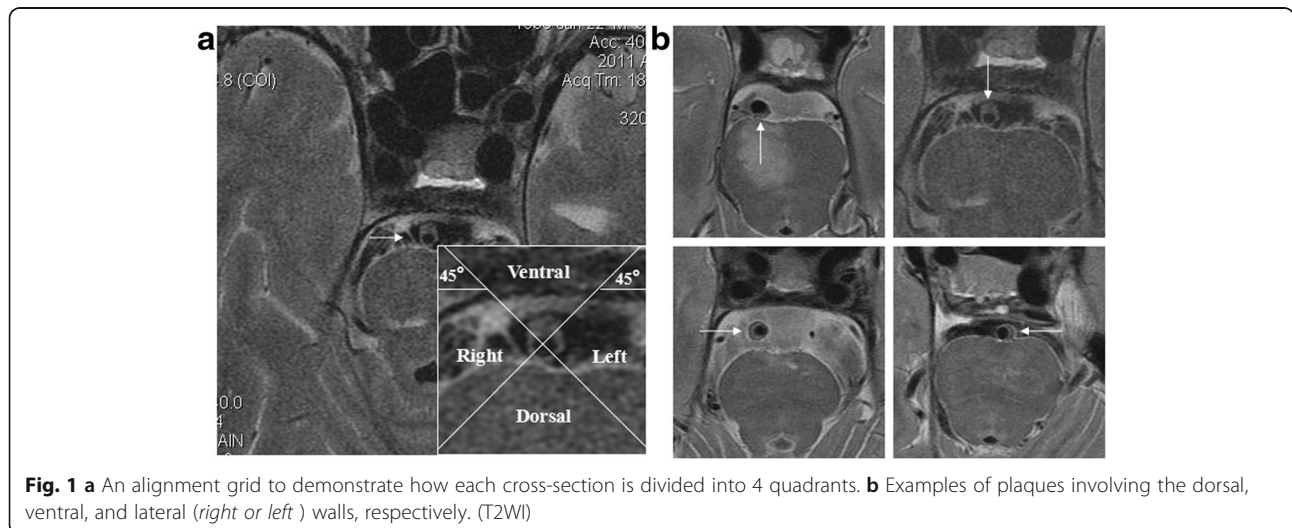 a
Acc: 40
2011 A
Acq Tm: 18
.8 (COI)
320
45°
Ventral
45°
Right
Left
Dorsal
40.0
4
AIN
b
Fig. 1 a An alignment grid to demonstrate how each cross-section is divided into 4 quadrants. b Examples of plaques involving the dorsal,
ventral, and lateral (right or left ) walls, respectively. (T2WI)